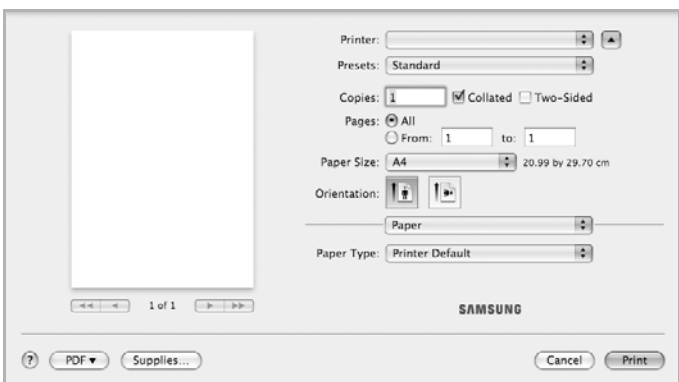 Printer:
Presets: Standard
Copies: 1 Collated Two-Sided
Pages: All
From: 1 to: 1
Paper Size: A4 20.99 by 29.70 cm
Orientation:
Paper
Paper Type: Printer Default
1 of 1
SAMSUNG
? PDF Supplies... Cancel Print